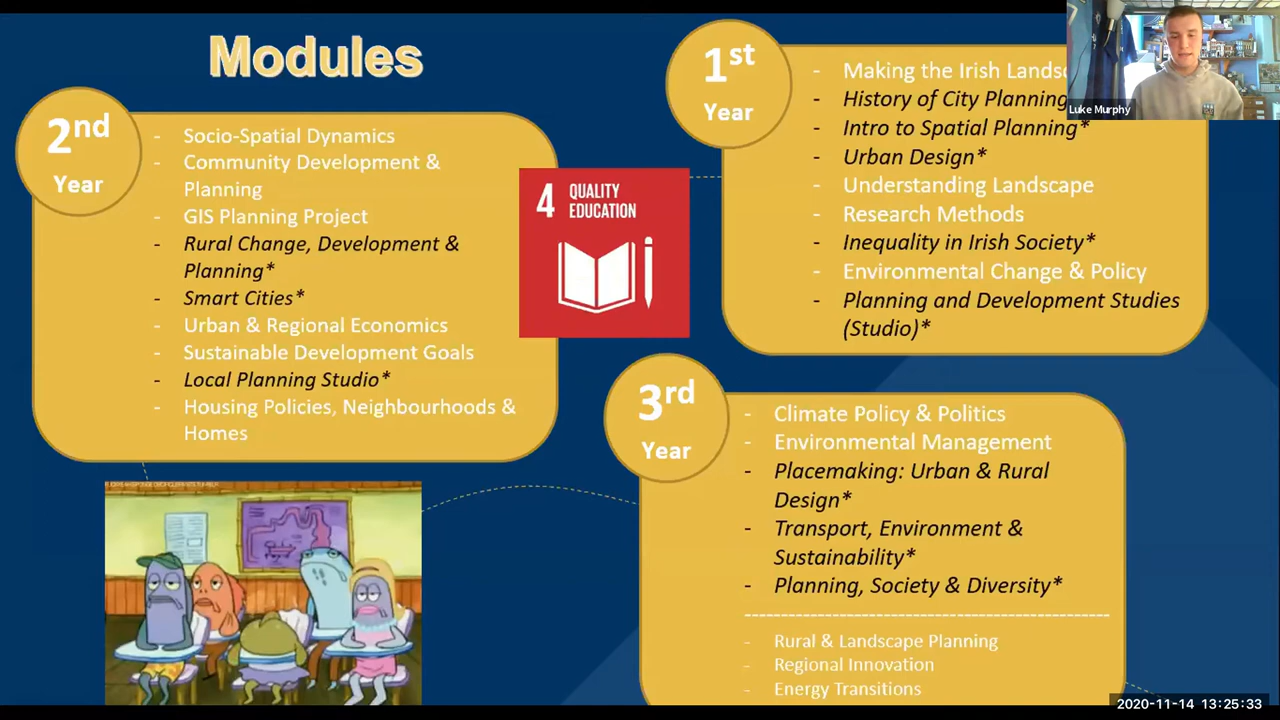 Modules
2nd
Year
- Socio-Spatial Dynamics
- Community Development &
Planning
- GIS Planning Project
- Rural Change, Development &
Planning*
- Smart Cities*
- Urban & Regional Economics
- Sustainable Development Goals
- Local Planning Studio*
- Housing Policies, Neighbourhoods &
Homes
4 QUALITY
EDUCATION
1st
Year
- Making the Irish
- History of City Planning
- Intro to Spatial Planning*
- Urban Design*
- Understanding Landscape
- Research Methods
- Inequality in Irish Society*
- Environmental Change & Policy
- Planning and Development Studies
(Studio)*
Luke Murphy
3rd
Year
- Climate Policy & Politics
- Environmental Management
- Placemaking: Urban & Rural
Design*
- Transport, Environment &
Sustainability*
- Planning, Society & Diversity*
- Rural & Landscape Planning
- Regional Innovation
- Energy Transitions
2020-11-14 13:25:33